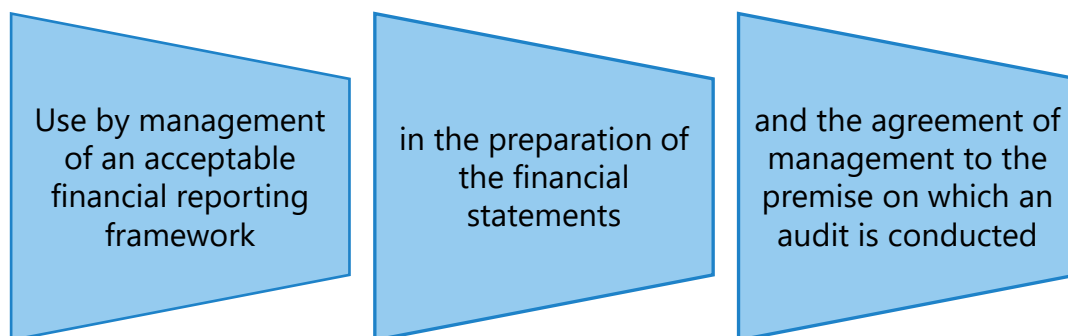 Use by management
of an acceptable
financial reporting
framework
in the preparation of
the financial
statements
and the agreement of
management to the
premise on which an
audit is conducted